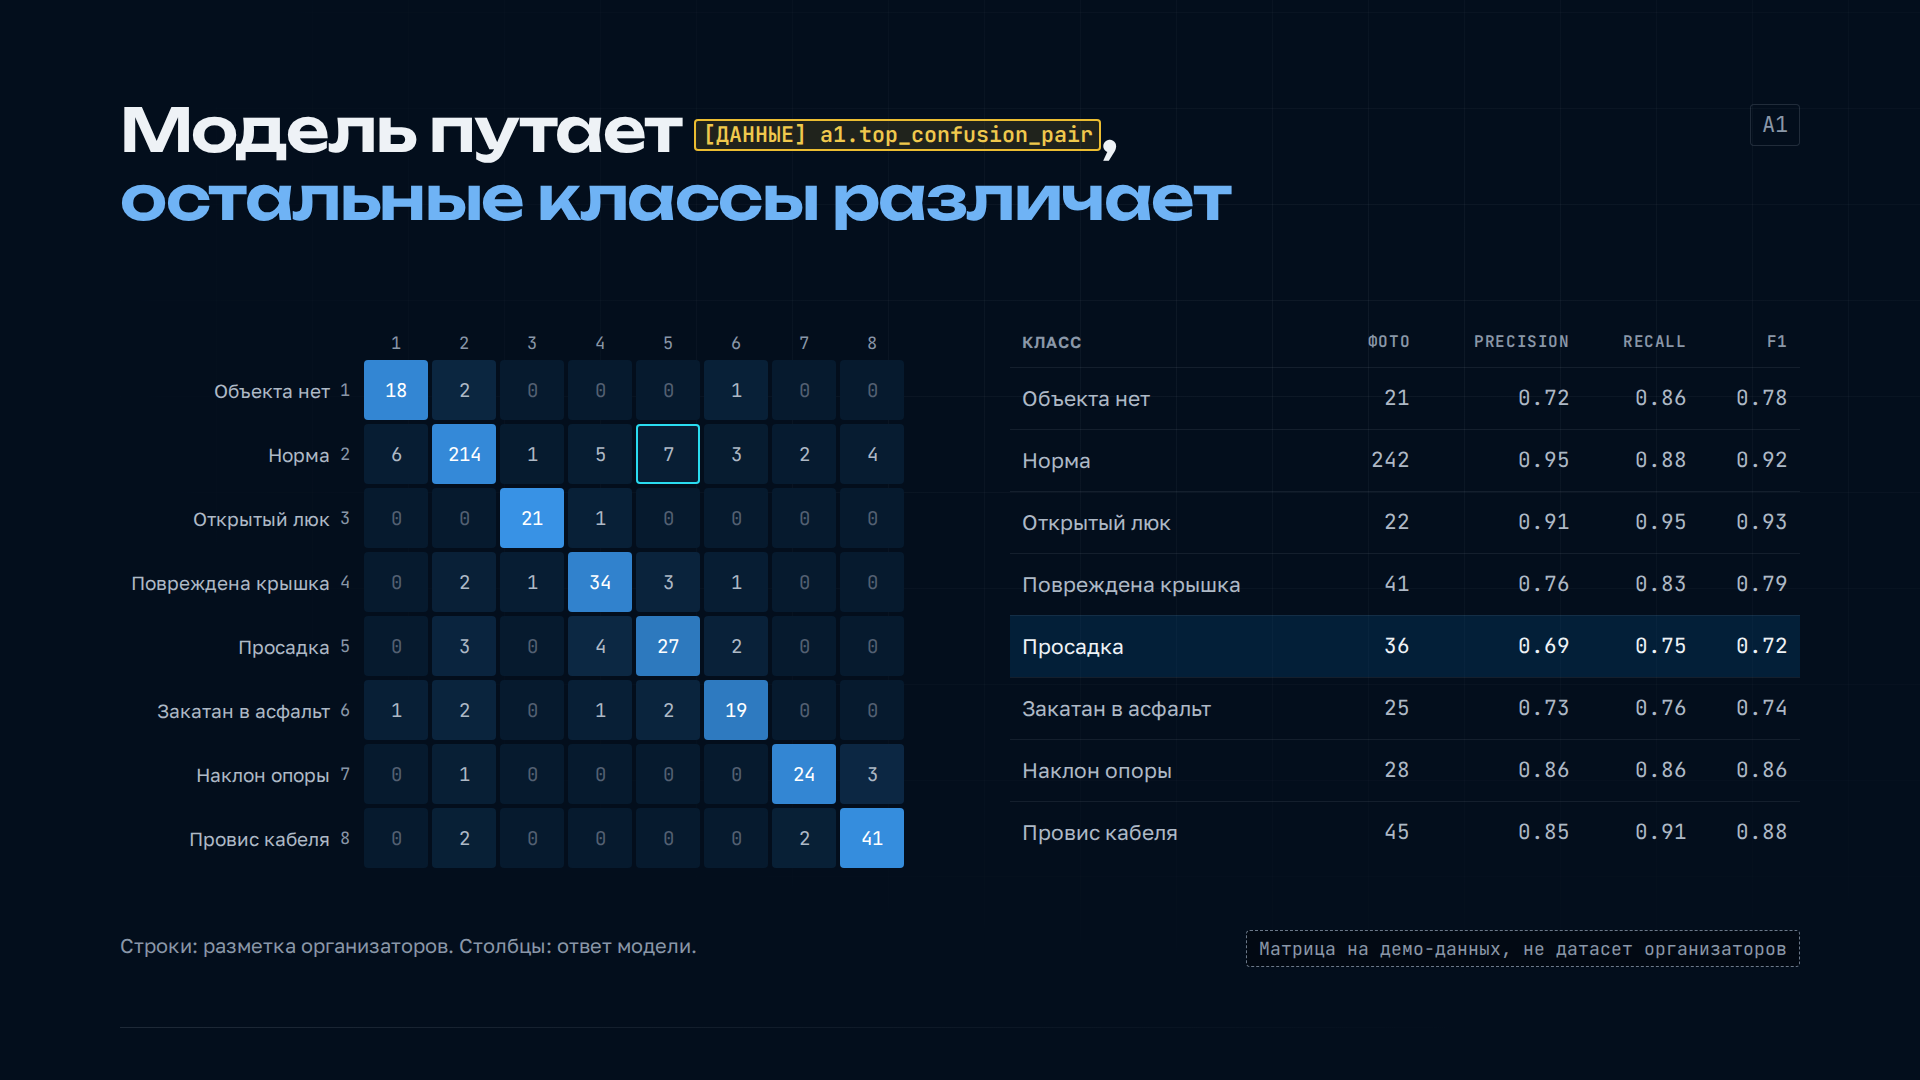 Модель путает [ДАННЫЕ] a1.top_confusion_pair,
остальные классы различает
A1
1 2 3 4 5 6 7 8
Объекта нет 1 18 2 0 0 0 1 0 0
Норма 2 6 214 1 5 7 3 2 4
Открытый люк 3 0 0 21 1 0 0 0 0
Повреждена крышка 4 0 2 1 34 3 1 0 0
Просадка 5 0 3 0 4 27 2 0 0
Закатан в асфальт 6 1 2 0 1 2 19 0 0
Наклон опоры 7 0 1 0 0 0 0 24 3
Провис кабеля 8 0 2 0 0 0 0 2 41
КЛАСС ФОТО PRECISION RECALL F1
Объекта нет 21 0.72 0.86 0.78
Норма 242 0.95 0.88 0.92
Открытый люк 22 0.91 0.95 0.93
Повреждена крышка 41 0.76 0.83 0.79
Просадка 36 0.69 0.75 0.72
Закатан в асфальт 25 0.73 0.76 0.74
Наклон опоры 28 0.86 0.86 0.86
Провис кабеля 45 0.85 0.91 0.88
Строки: разметка организаторов. Столбцы: ответ модели.
Матрица на демо-данных, не датасет организаторов